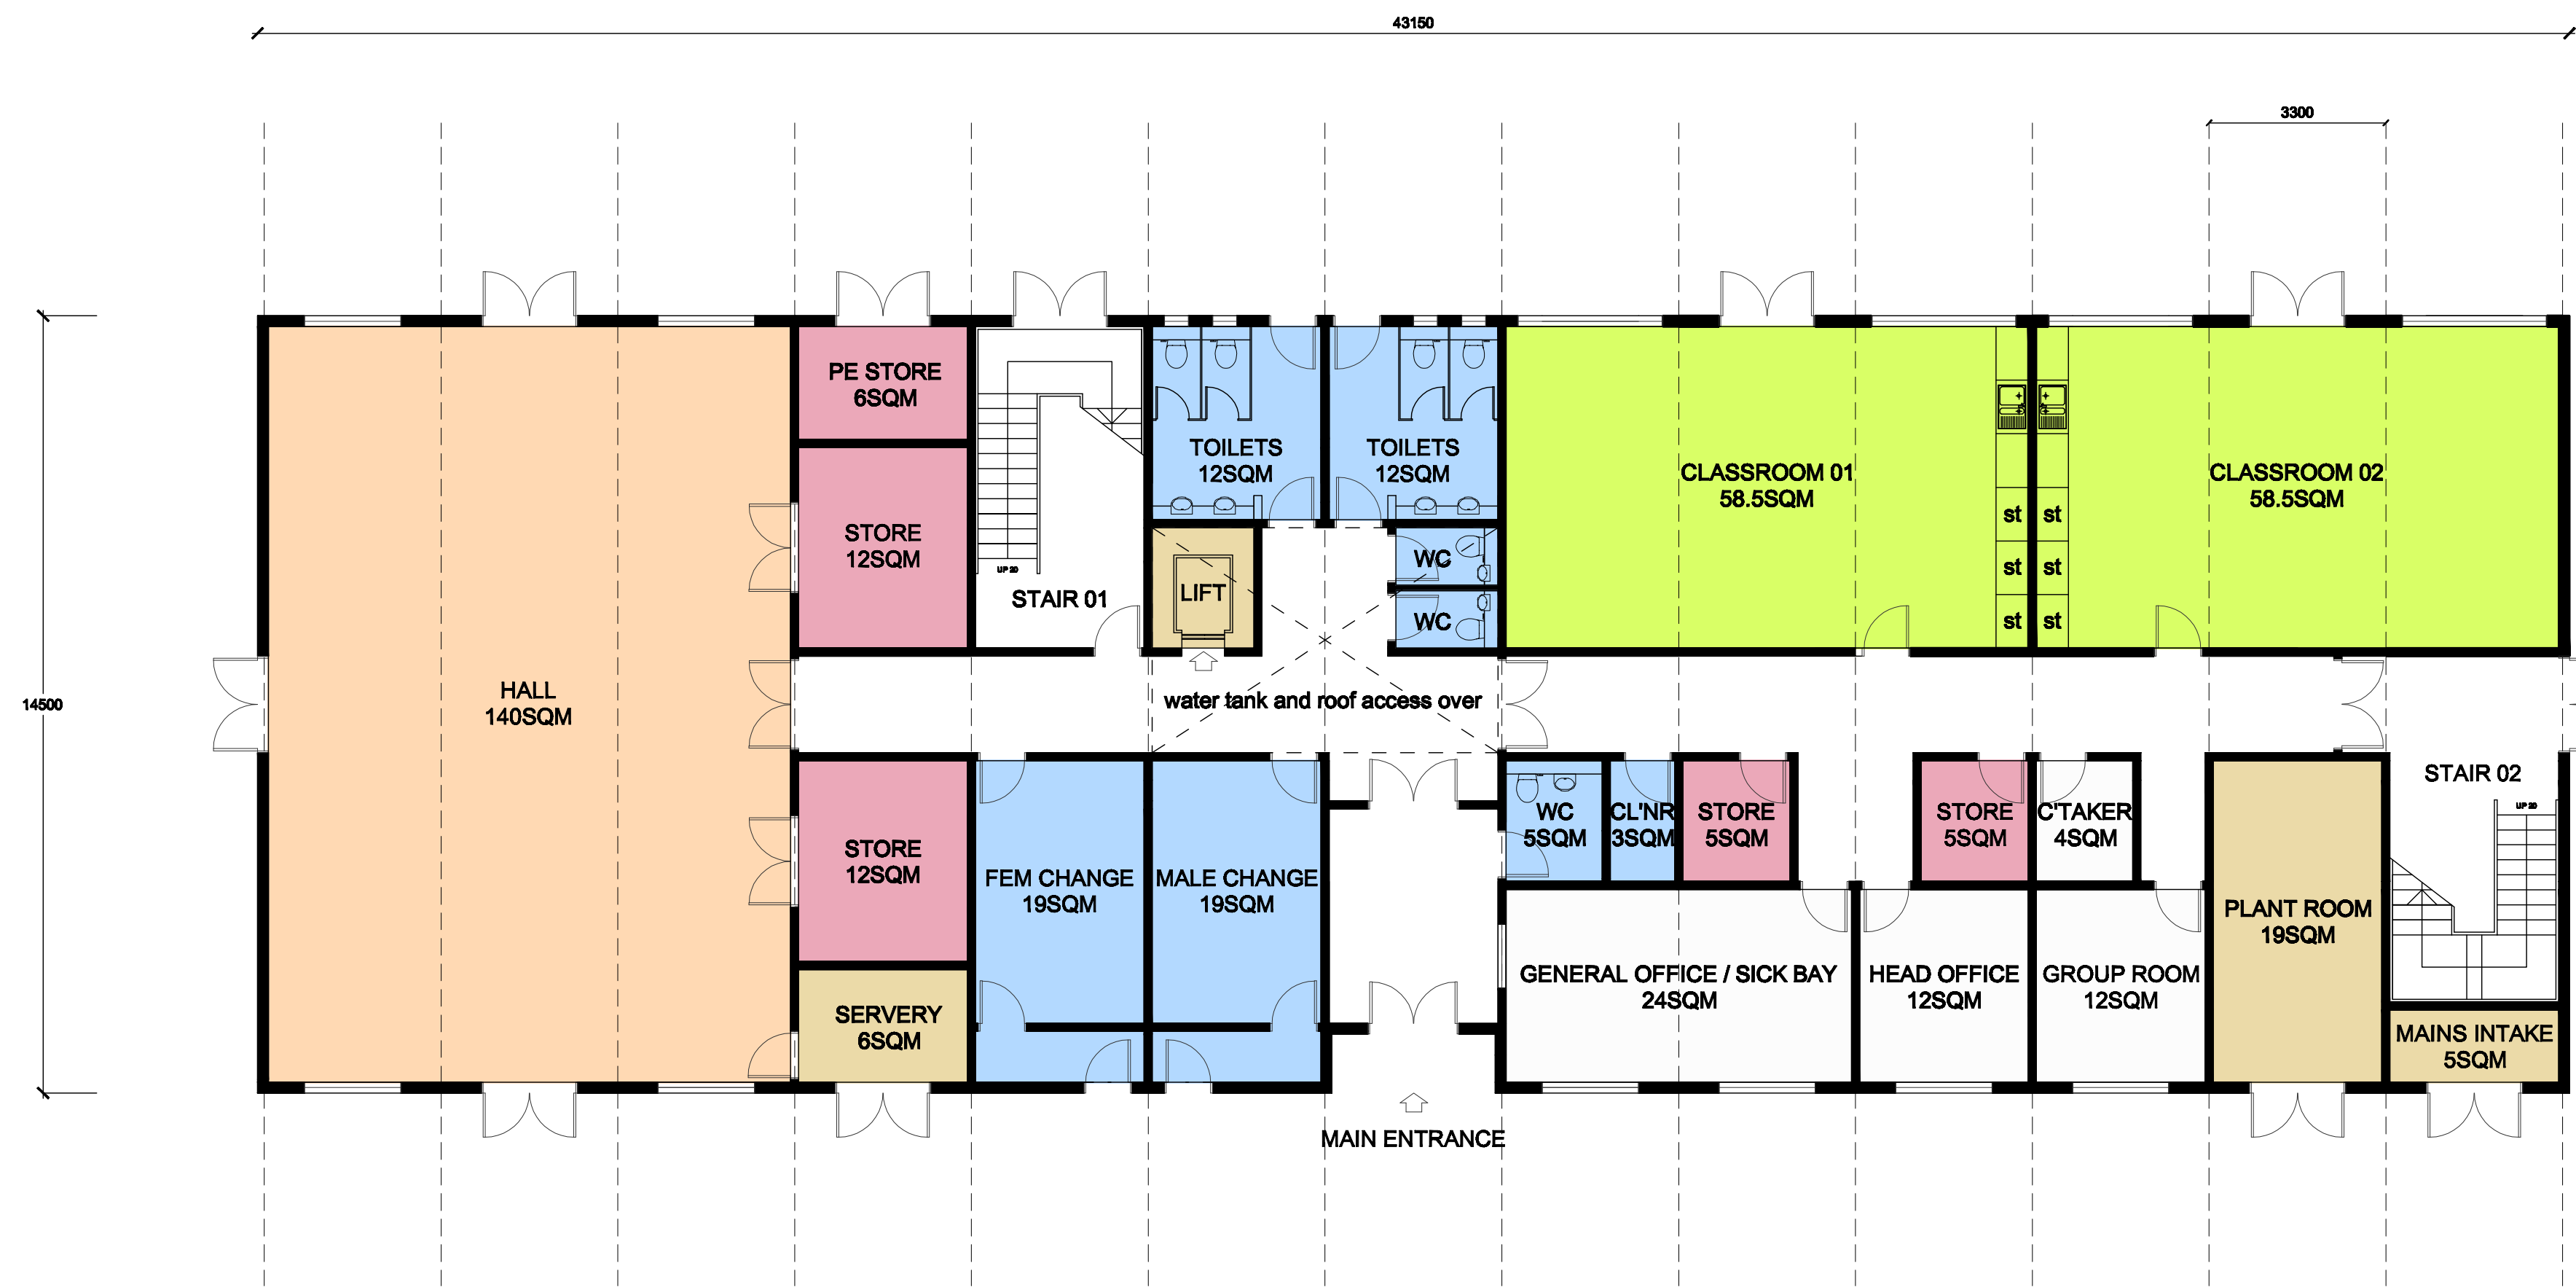 43150
3300
14500
HALL
140SQM
PE STORE
6SQM
STORE
12SQM
UP 20
STAIR 01
TOILETS
12SQM
TOILETS
12SQM
LIFT
WC
WC
water tank and roof access over
CLASSROOM 01
58.5SQM
st
st
st
st
st
st
CLASSROOM 02
58.5SQM
STORE
12SQM
SERVERY
6SQM
FEM CHANGE
19SQM
MALE CHANGE
19SQM
WC
5SQM
CL'NR
3SQM
STORE
5SQM
STORE
5SQM
C'TAKER
4SQM
GENERAL OFFICE / SICK BAY
24SQM
HEAD OFFICE
12SQM
GROUP ROOM
12SQM
PLANT ROOM
19SQM
STAIR 02
UP 20
MAINS INTAKE
5SQM
MAIN ENTRANCE